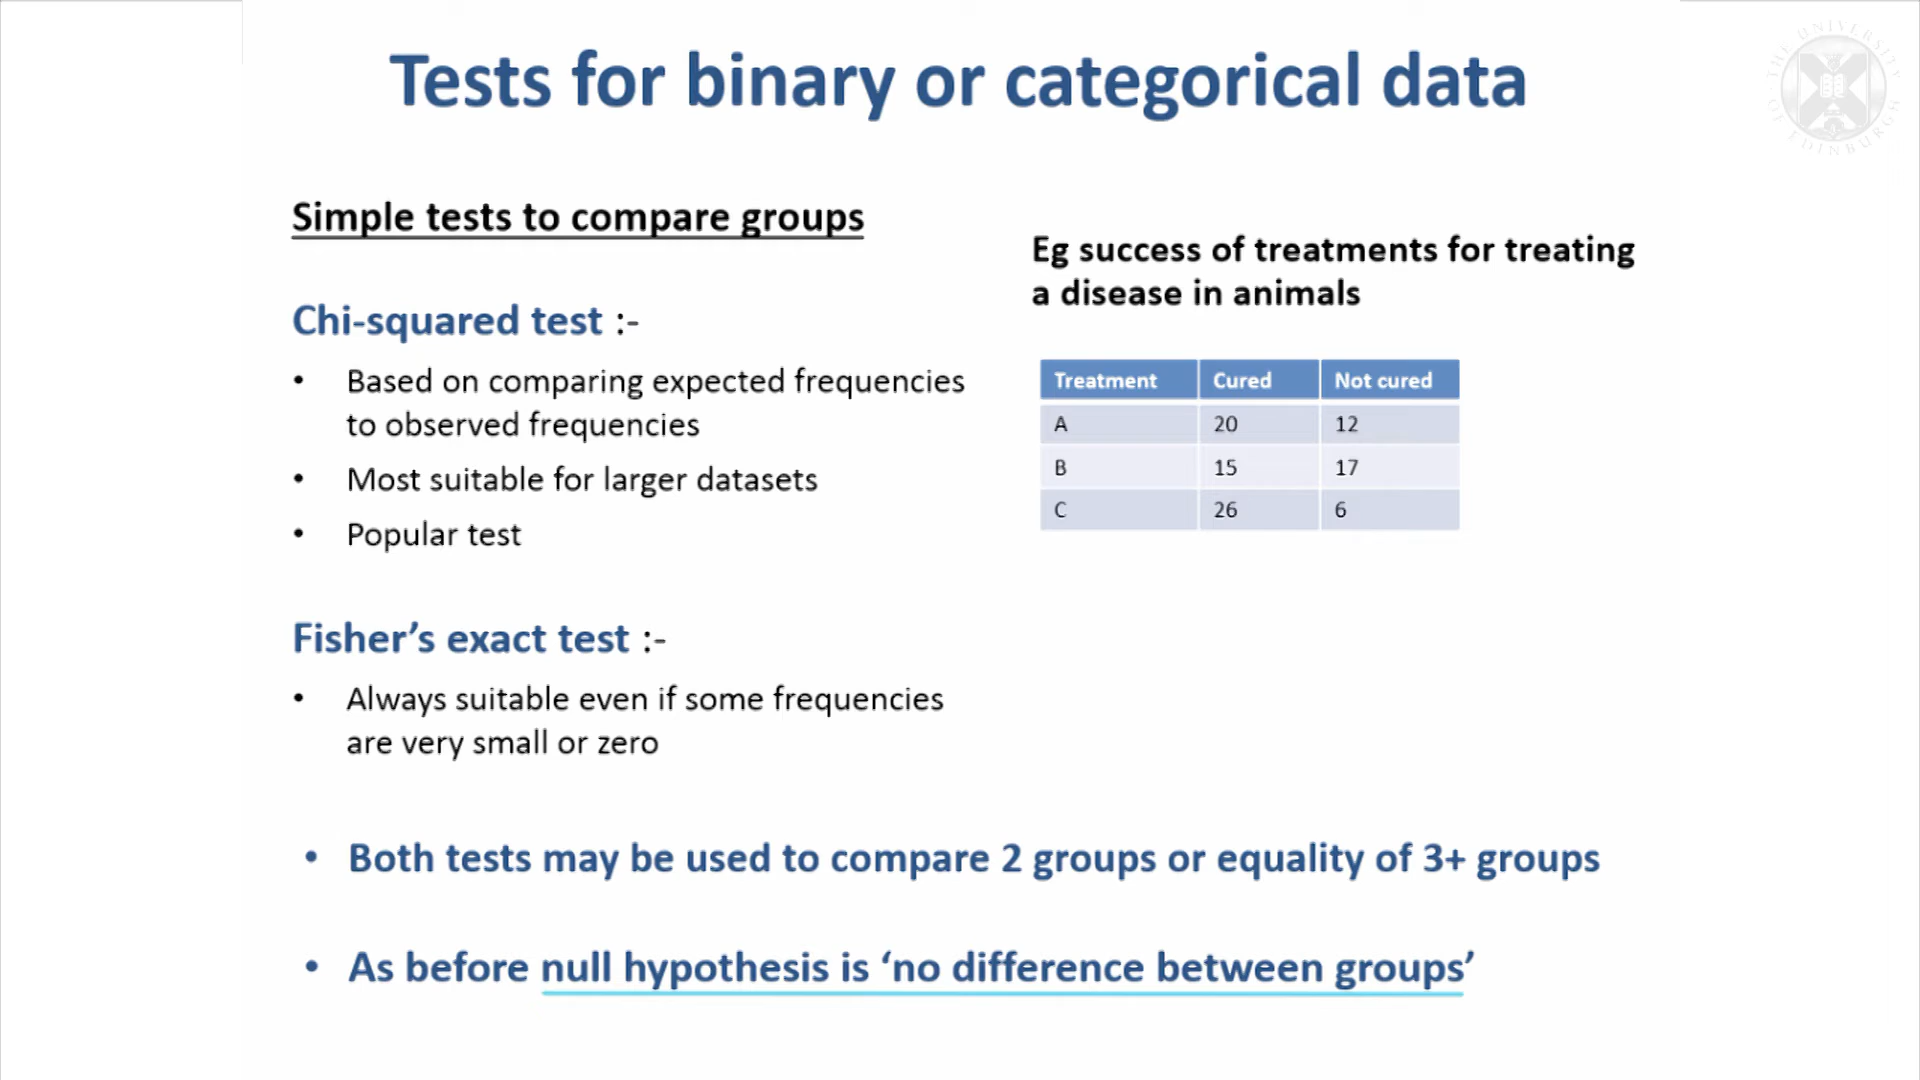 Tests for binary or categorical data
THE UNIVERSITY
OF EDINBURGH
Simple tests to compare groups
Chi-squared test :-
• Based on comparing expected frequencies
to observed frequencies
• Most suitable for larger datasets
• Popular test
Fisher’s exact test :-
• Always suitable even if some frequencies
are very small or zero
Eg success of treatments for treating
a disease in animals
Treatment Cured Not cured
A 20 12
B 15 17
C 26 6
• Both tests may be used to compare 2 groups or equality of 3+ groups
• As before null hypothesis is ‘no difference between groups’